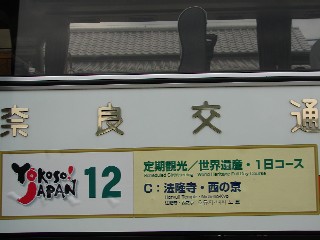 奈良交通
YOKOSO! JAPAN
12
定期観光/世界遺産・1日コース
C:法隆寺・西の京